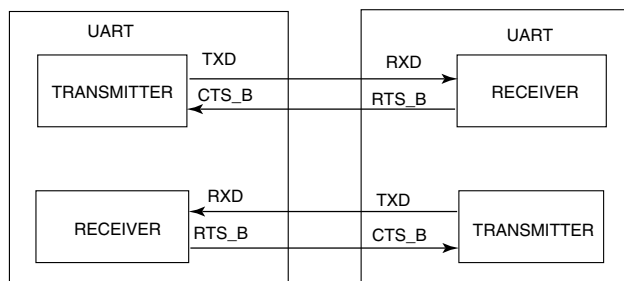 UART UART
TXD RXD
TRANSMITTER RECEIVER
CTS_B RTS_B
RXD TXD
RECEIVER TRANSMITTER
RTS_B CTS_B